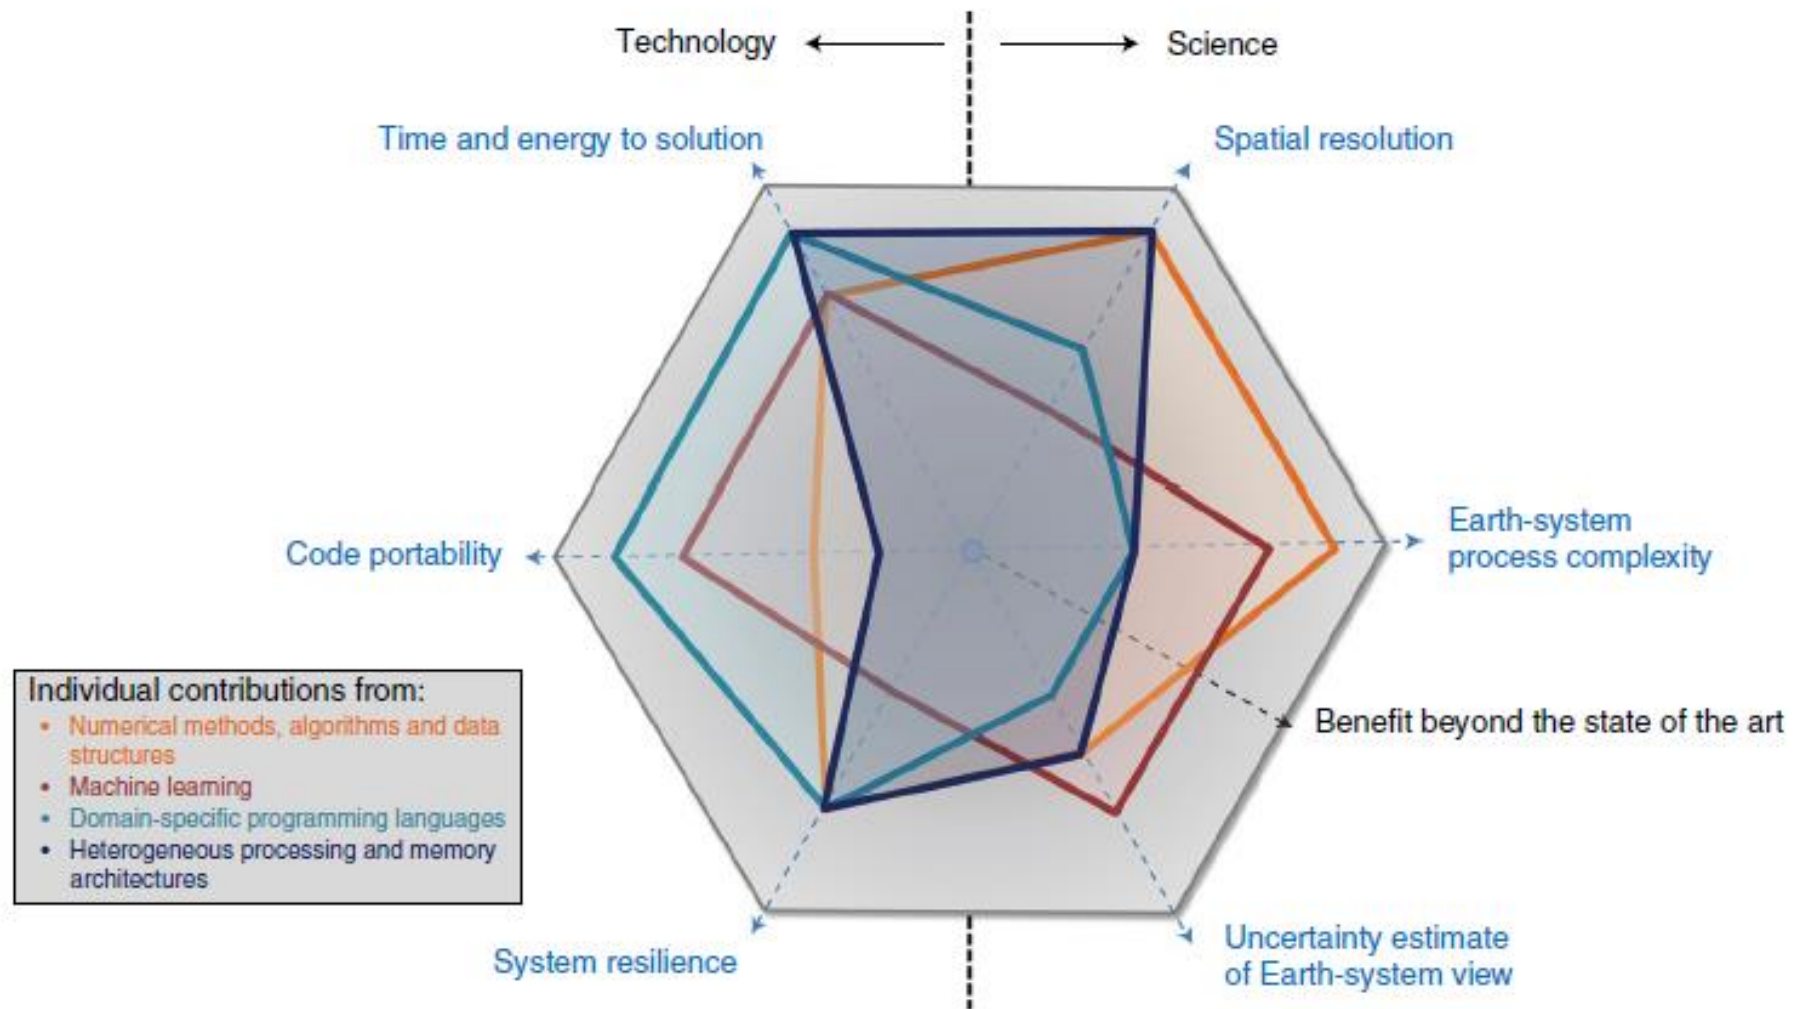 Technology
Science
Time and energy to solution
Spatial resolution
Earth-system
process complexity
Code portability
Benefit beyond the state of the art
Individual contributions from:
• Numerical methods, algorithms and data
structures
• Machine learning
• Domain-specific programming languages
• Heterogeneous processing and memory
architectures
System resilience
Uncertainty estimate
of Earth-system view